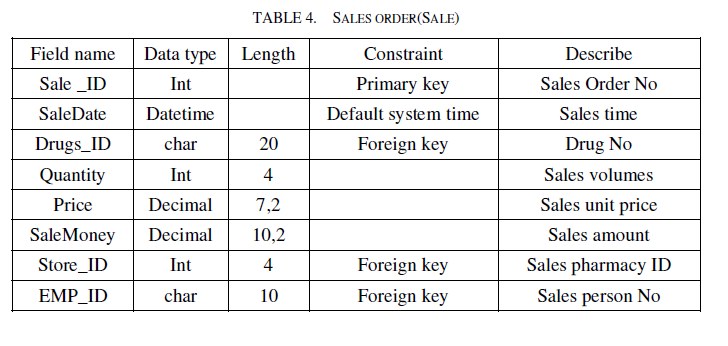 TABLE 4. SALES ORDER(SALE)
Field name Data type Length Constraint Describe
Sale _ID Int Primary key Sales Order No
SaleDate Datetime Default system time Sales time
Drugs_ID char 20 Foreign key Drug No
Quantity Int 4 Sales volumes
Price Decimal 7,2 Sales unit price
SaleMoney Decimal 10,2 Sales amount
Store_ID Int 4 Foreign key Sales pharmacy ID
EMP_ID char 10 Foreign key Sales person No